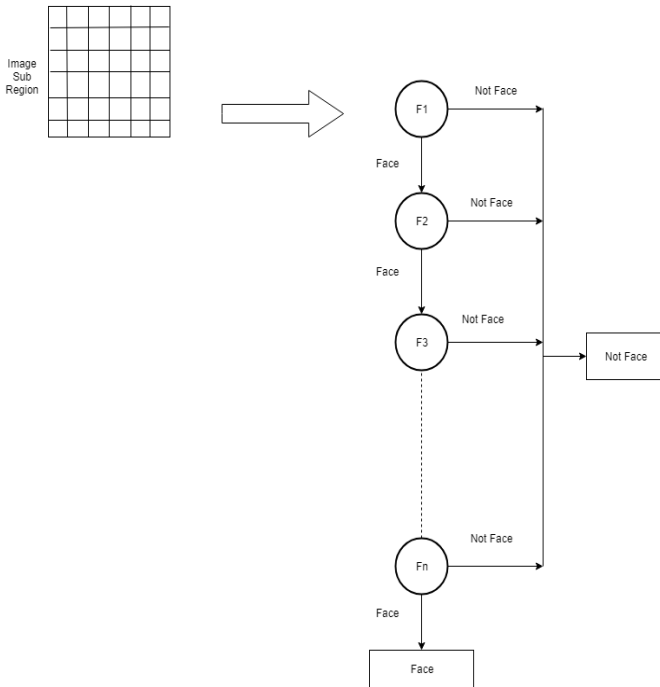 Image
Sub
Region
F1
Not Face
Face
F2
Not Face
Face
F3
Not Face
Not Face
Fn
Not Face
Face
Face